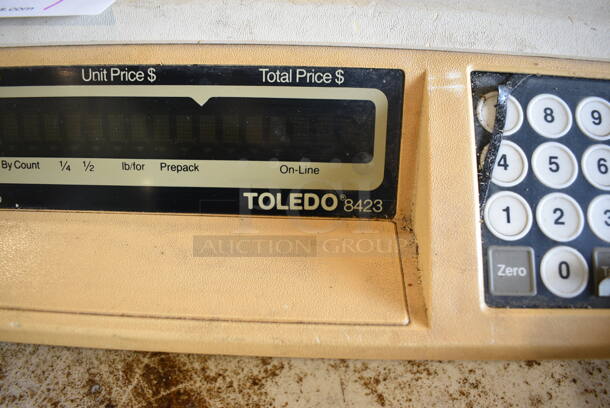 s.com
Unit Price $ Total Price $
By Count 1/4 1/2 lb/for Prepack On-Line
TOLEDO 8423
AUCTION GROUP
8 9
4 5 6
1 2 3
Zero 0